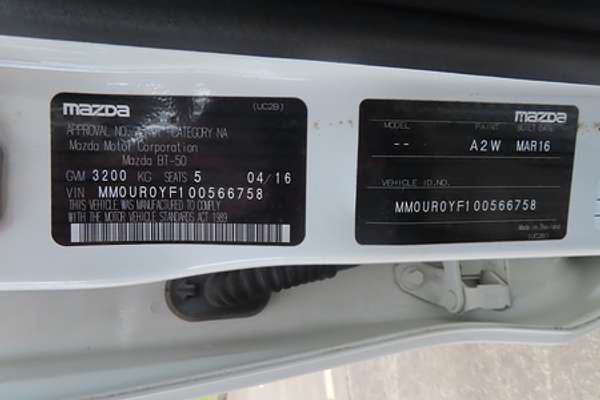 mazda
(UC2B)
APPROVAL NO. CATEGORY NA
Mazda Motor Corporation
Mazda BT-50
GVM 3200 KG SEATS 5 04/16
VIN MM0UR0YF100566758
THIS VEHICLE WAS MANUFACTURED TO COMPLY
WITH THE MOTOR VEHICLE STANDARDS ACT 1989
mazda
MODEL PAINT BUILT DATE
-- A2W MAR16
VEHICLE ID.NO.
MM0UR0YF100566758
Made in Thailand
(UC2B)